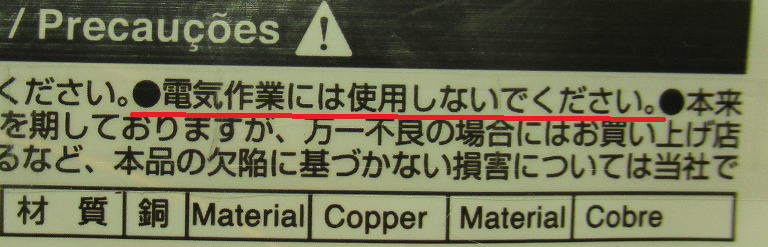 / Precauções
ください。●電気作業には使用しないでください。●本来
を期しておりますが、万一不良の場合にはお買い上げ店
るなど、本品の欠陥に基づかない損害については当社で
材 質 銅 Material Copper Material Cobre